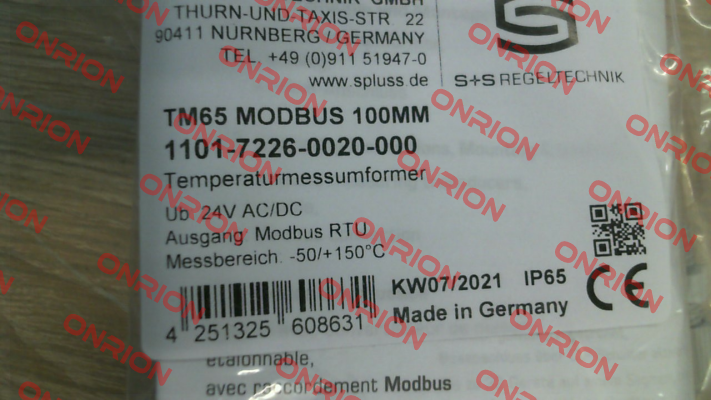 GMBH
THURN-UND-TAXIS-STR 22
90411 NURNBERG / GERMANY
TEL. +49 (0)911 51947-0
www.spluss.de
S+S REGELTECHNIK
TM65 MODBUS 100MM
1101-7226-0020-000
Temperaturmessumformer
Ub 24V AC/DC
Ausgang Modbus RTU
Messbereich. -50/+150°C
KW07/2021 IP65
CE
Made in Germany
4 251325 608631
étalonnable,
avec raccordement Modbus
ONRION